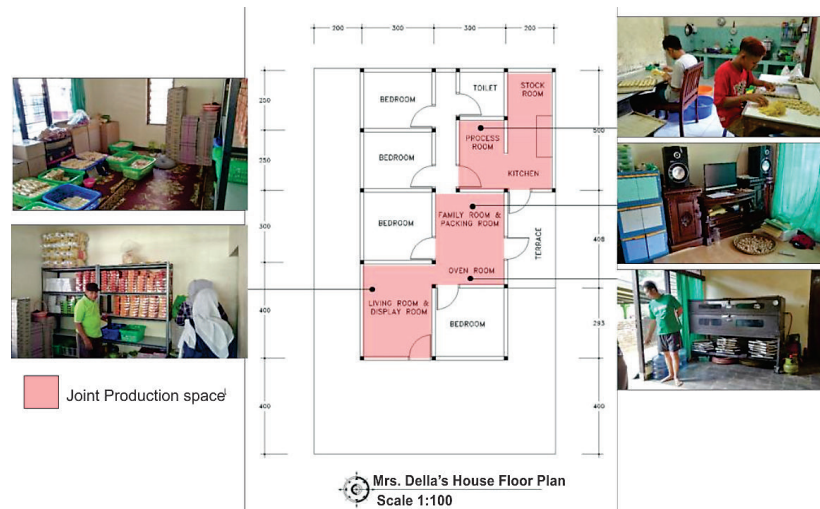 200 300 300 200
250
250
300
400
400
500
408
293
400
BEDROOM
TOILET
STOCK
ROOM
BEDROOM
PROCESS
ROOM
KITCHEN
BEDROOM
FAMILY ROOM &
PACKING ROOM
TERRACE
OVEN ROOM
LIVING ROOM &
DISPLAY ROOM
BEDROOM
Joint Production space
Mrs. Della's House Floor Plan
Scale 1:100